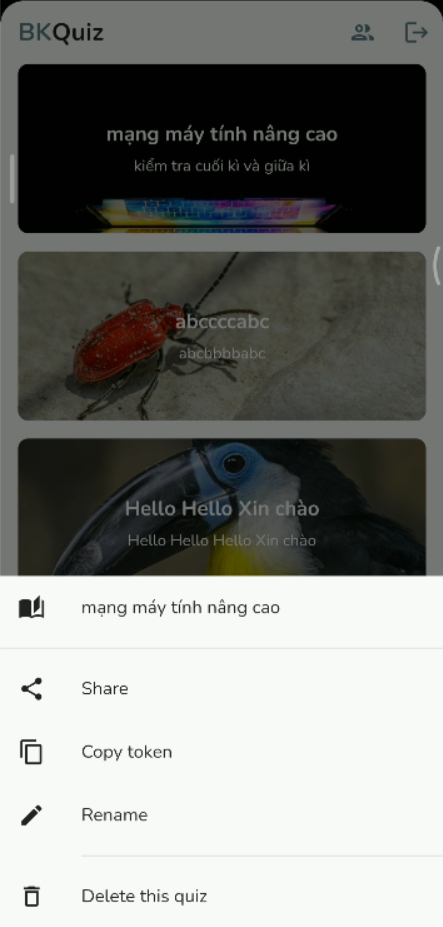 BKQuiz
mạng máy tính nâng cao
kiểm tra cuối kì và giữa kì
abccccabc
abcbbbbabc
Hello Hello Xin chào
Hello Hello Hello Xin chào
mạng máy tính nâng cao
Share
Copy token
Rename
Delete this quiz